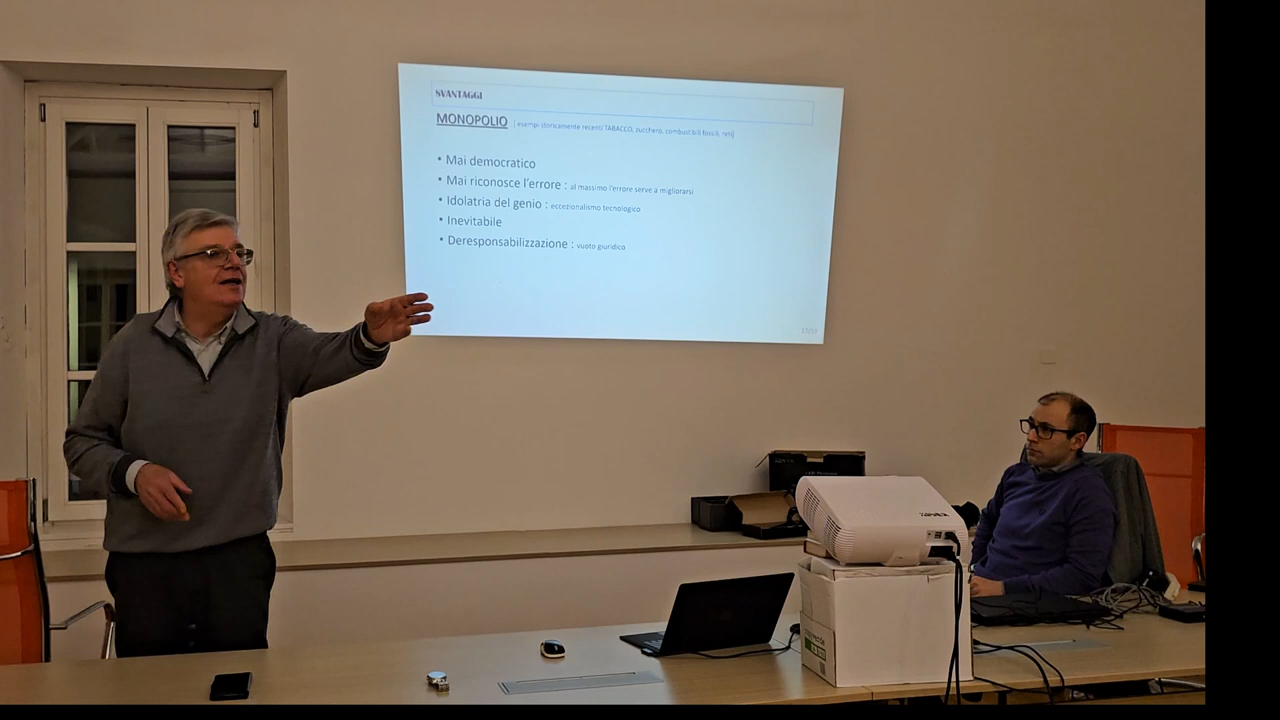 SVANTAGGI
MONOPOLIO [esempi storicamente recenti TABACCO, zucchero, combustibili fossili, reti]
• Mai democratico
• Mai riconosce l'errore : al massimo l'errore serve a migliorarsi
• Idolatria del genio : eccezionalismo tecnologico
• Inevitabile
• Deresponsabilizzazione : vuoto giuridico